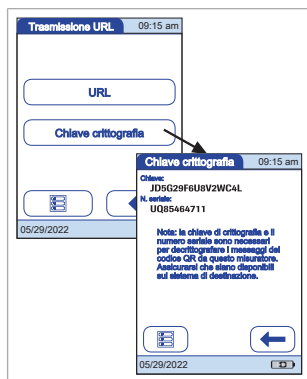 Trasmissione URL 09:15 am
URL
Chiave crittografia
05/29/2022
Chiave crittografia 09:15 am
Chiave:
JD5G29F6U8V2WC4L
N. seriale:
UQ85464711
Nota: la chiave di crittografia e il
numero seriale sono necessari
per decrittografare i messaggi del
codice QR da questo misuratore.
Assicurarsi che siano disponibili
sul sistema di destinazione.
05/29/2022